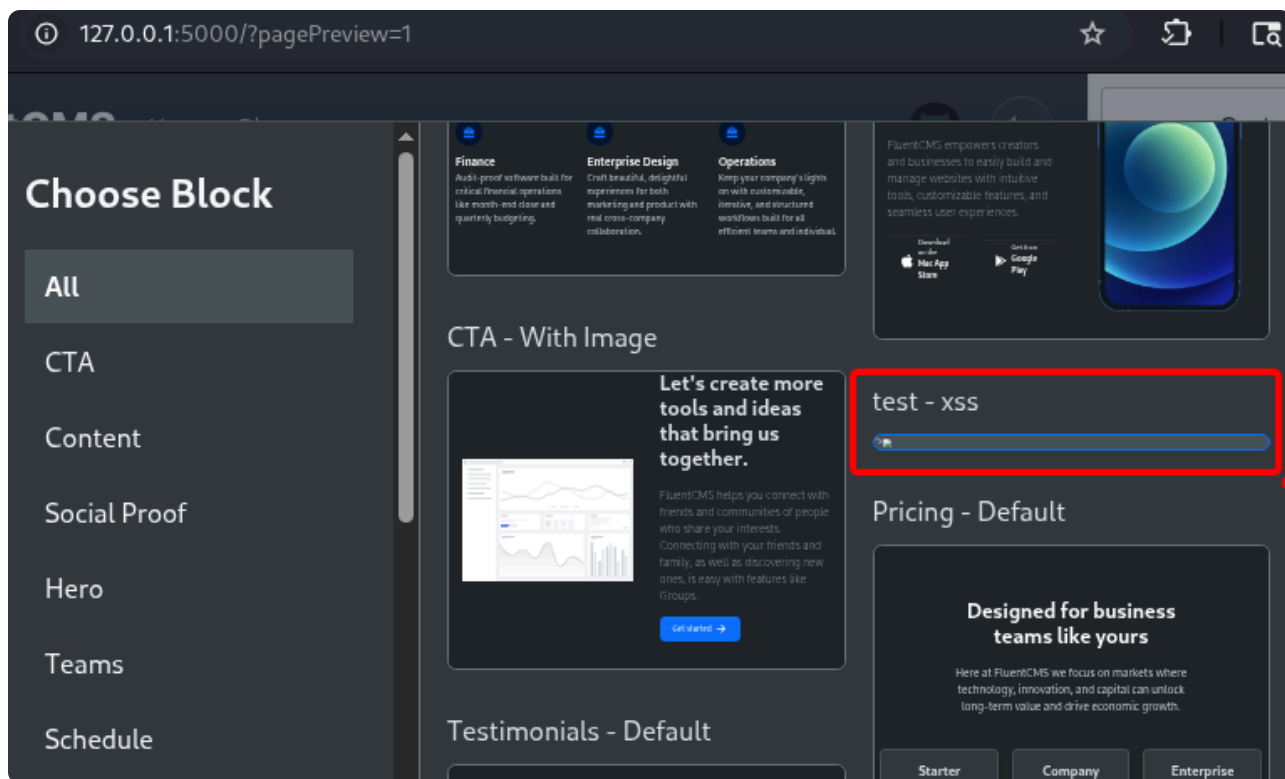 127.0.0.1:5000/?pagePreview=1
Choose Block
All
CTA
Content
Social Proof
Hero
Teams
Schedule
Finance
Audit-proof software built for
critical financial operations
like month-end close and
quarterly budgeting.
Enterprise Design
Craft beautiful, delightful
experiences for both
marketing and product with
real cross-company
collaboration.
Operations
Keep your company's lights
on with customizable,
iterative, and structured
workflows built for all
efficient teams and individual.
CTA - With Image
Let's create more
tools and ideas
that bring us
together.
FluentCMS helps you connect with
friends and communities of people
who share your interests.
Connecting with your friends and
family, as well as discovering new
ones, is easy with features like
Groups.
Get started
Testimonials - Default
FluentCMS empowers creators
and businesses to easily build and
manage websites with intuitive
tools, customizable features, and
seamless user experiences.
Download
on the
Mac App
Store
Get it on
Google
Play
test - xss
">
Pricing - Default
Designed for business
teams like yours
Here at FluentCMS we focus on markets where
technology, innovation, and capital can unlock
long-term value and drive economic growth.
Starter
Company
Enterprise